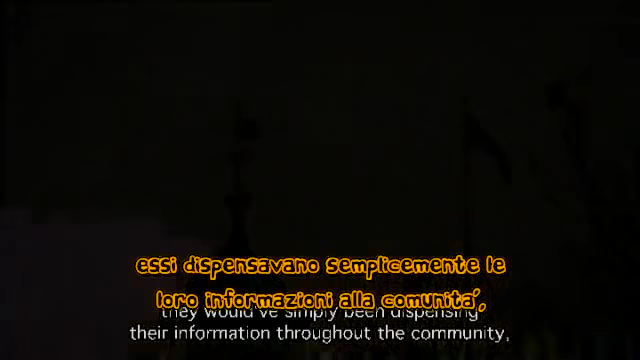 essi dispensavano semplicemente le
loro informazioni alla comunita',
they would've simply been dispensing
their information throughout the community,